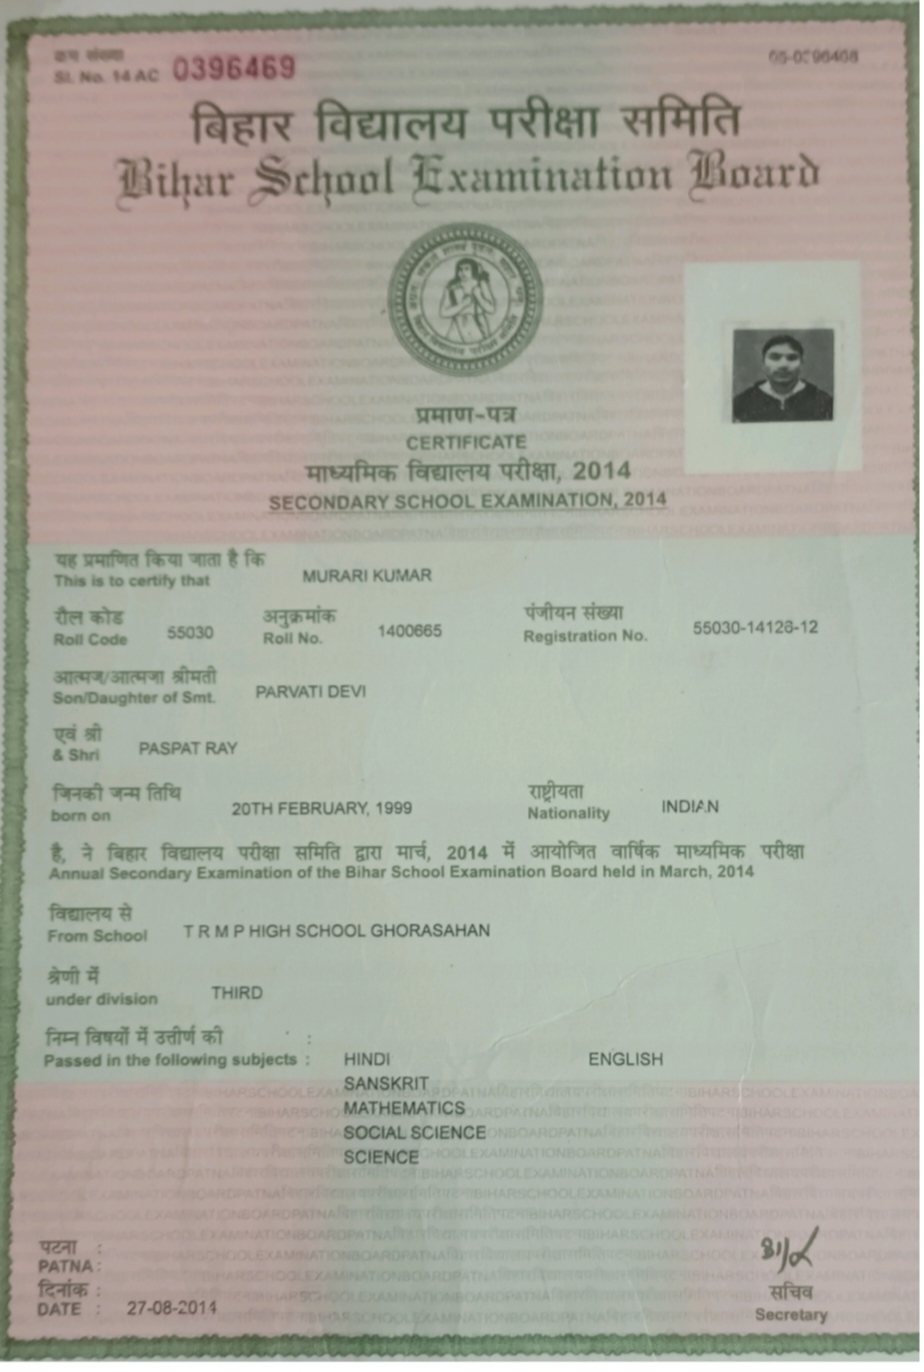 क्रम संख्या
Sl. No. 14 AC 0396469
बिहार विद्यालय परीक्षा समिति
Bihar School Examination Board
प्रमाण-पत्र
CERTIFICATE
माध्यमिक विद्यालय परीक्षा, 2014
SECONDARY SCHOOL EXAMINATION, 2014
यह प्रमाणित किया जाता है कि
This is to certify that MURARI KUMAR
रौल कोड अनुक्रमांक पंजीयन संख्या
Roll Code 55030 Roll No. 1400665 Registration No. 55030-14126-12
आत्मज/आत्मजा श्रीमती
Son/Daughter of Smt. PARVATI DEVI
एवं श्री
& Shri PASPAT RAY
जिनकी जन्म तिथि राष्ट्रीयता
born on 20TH FEBRUARY, 1999 Nationality INDIAN
है, ने बिहार विद्यालय परीक्षा समिति द्वारा मार्च, 2014 में आयोजित वार्षिक माध्यमिक परीक्षा
Annual Secondary Examination of the Bihar School Examination Board held in March, 2014
विद्यालय से
From School T R M P HIGH SCHOOL GHORASAHAN
श्रेणी में
under division THIRD
निम्न विषयों में उत्तीर्ण की :
Passed in the following subjects : HINDI ENGLISH
SANSKRIT
MATHEMATICS
SOCIAL SCIENCE
SCIENCE
पटना :
PATNA :
दिनांक :
DATE : 27-08-2014
सचिव
Secretary